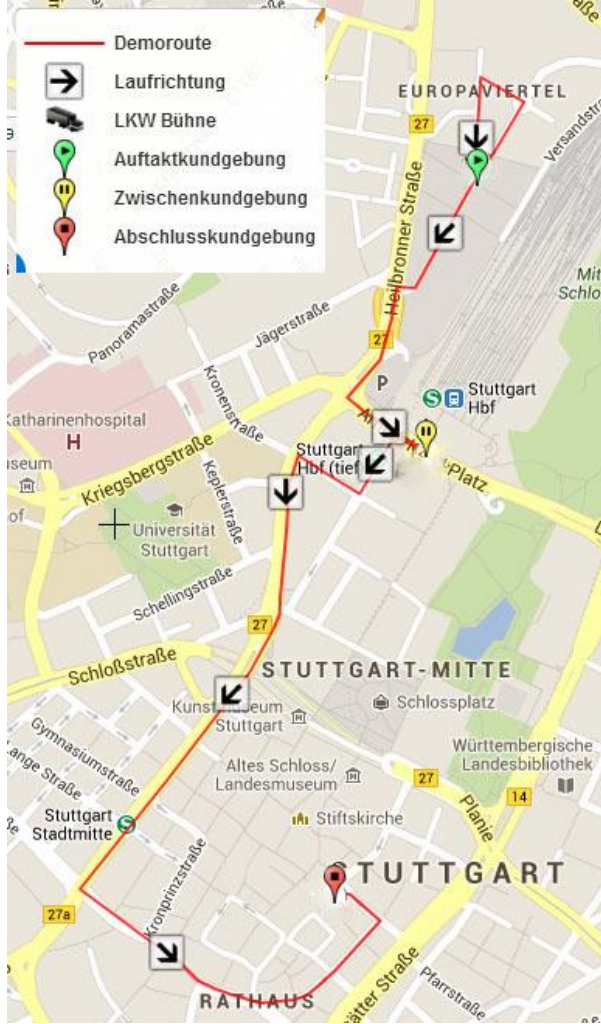 Demoroute
Laufrichtung
LKW Bühne
Auftaktkundgebung
Zwischenkundgebung
Abschlusskundgebung
EUROPAVIERTEL
27
Heilbronner Straße
Panoramastraße
Jägerstraße
27
P
Katharinenhospital
H
Kronenstraße
S
Stuttgart
Hbf
Stuttgart
Hbf (tief
Platz
Kriegsbergstraße
Keplerstraße
Universität
Stuttgart
Schellingstraße
27
Schloßstraße
STUTTGART-MITTE
Kunstmuseum
Stuttgart
Schlossplatz
Gymnasiumstraße
Lange Straße
Altes Schloss/
Landesmuseum
27
Württembergische
Landesbibliothek
14
Planie
Stuttgart
Stadtmitte
S
Stiftskirche
Kronprinzstraße
STUTTGART
27a
RATHAUS
Pfarrstraße